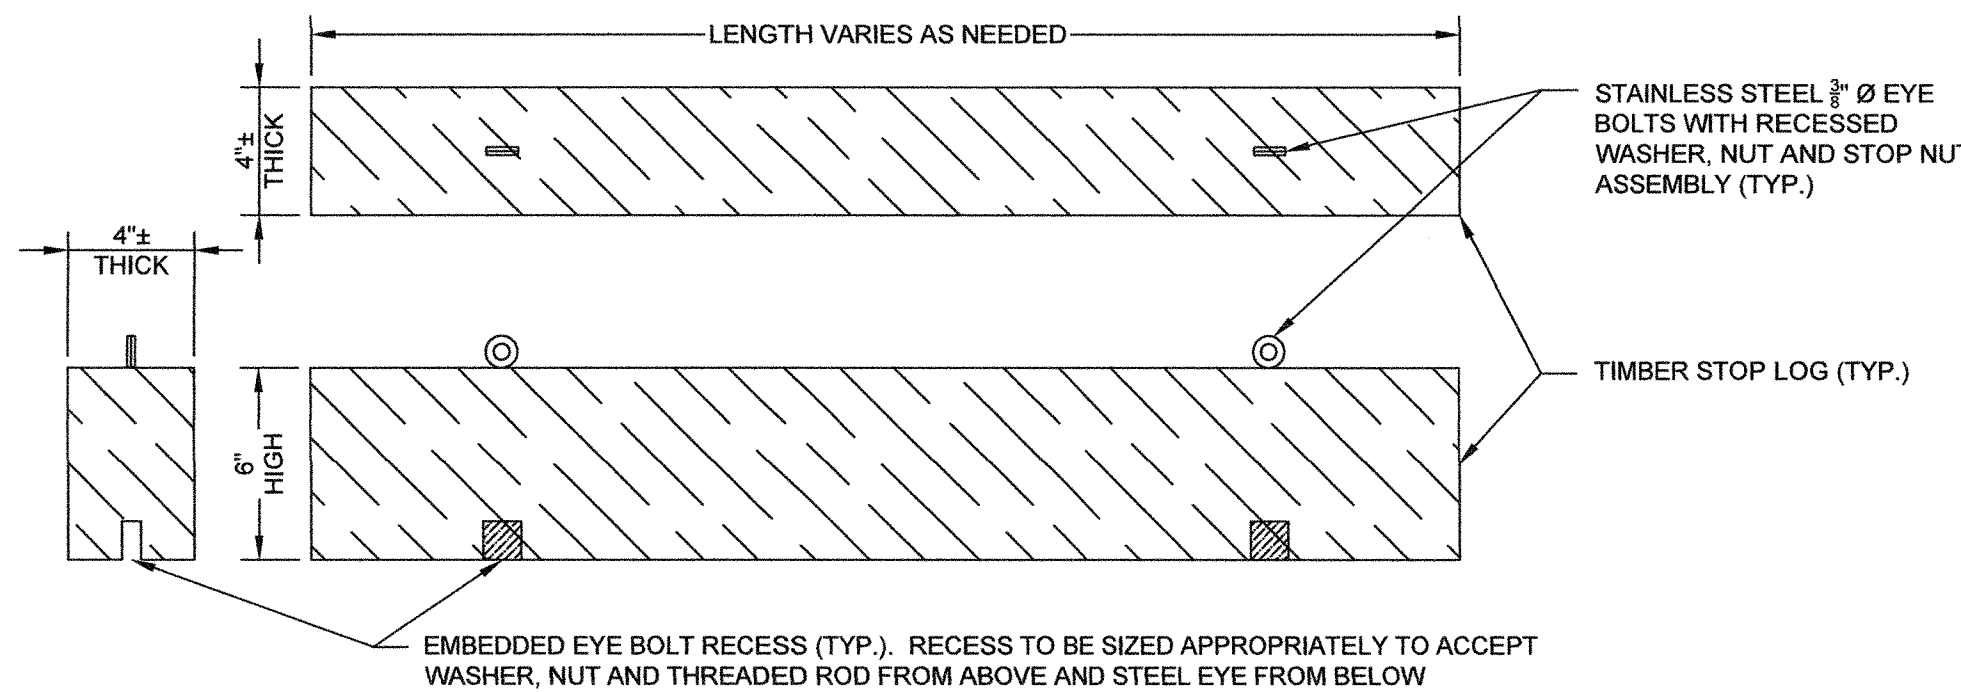 LENGTH VARIES AS NEEDED
4"±
THICK
STAINLESS STEEL 3/8" Ø EYE
BOLTS WITH RECESSED
WASHER, NUT AND STOP NUT
ASSEMBLY (TYP.)
4"±
THICK
6"
HIGH
TIMBER STOP LOG (TYP.)
EMBEDDED EYE BOLT RECESS (TYP.). RECESS TO BE SIZED APPROPRIATELY TO ACCEPT
WASHER, NUT AND THREADED ROD FROM ABOVE AND STEEL EYE FROM BELOW